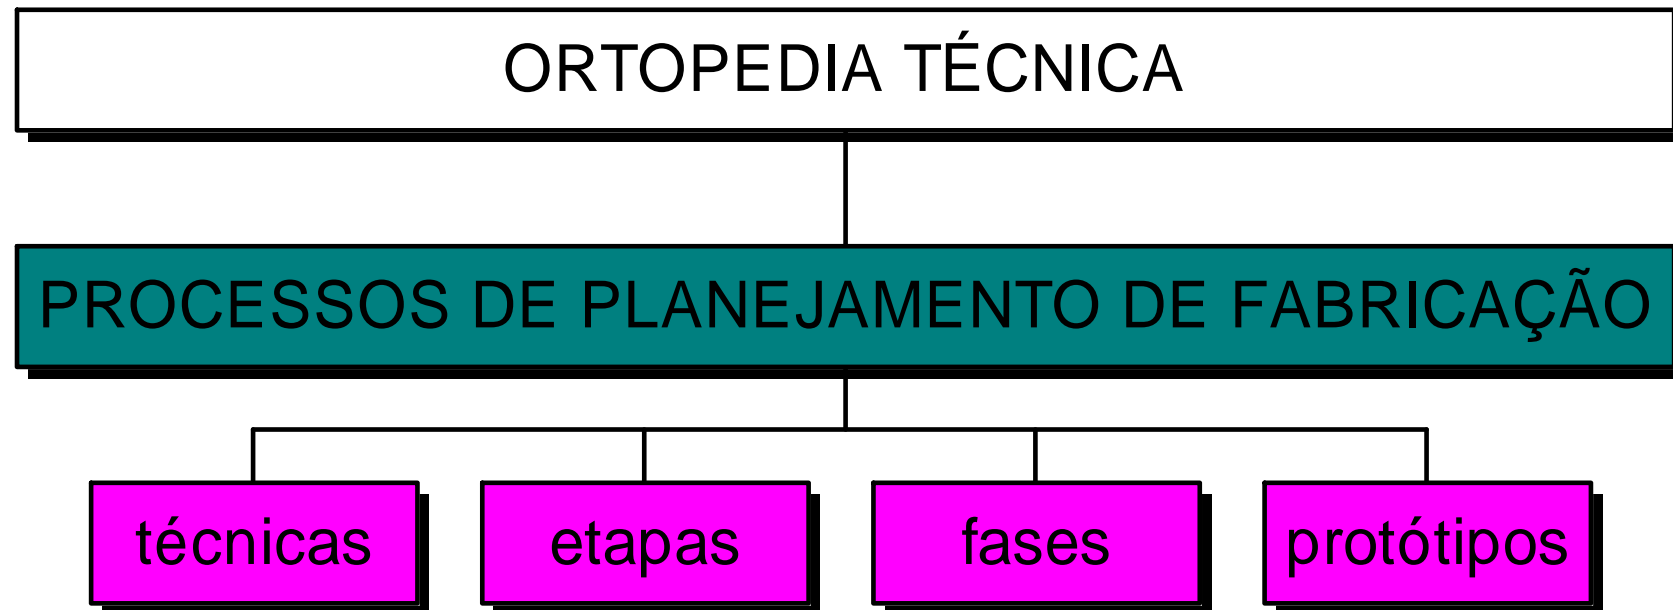 ORTOPEDIA TÉCNICA
PROCESSOS DE PLANEJAMENTO DE FABRICAÇÃO
técnicas
etapas
fases
protótipos